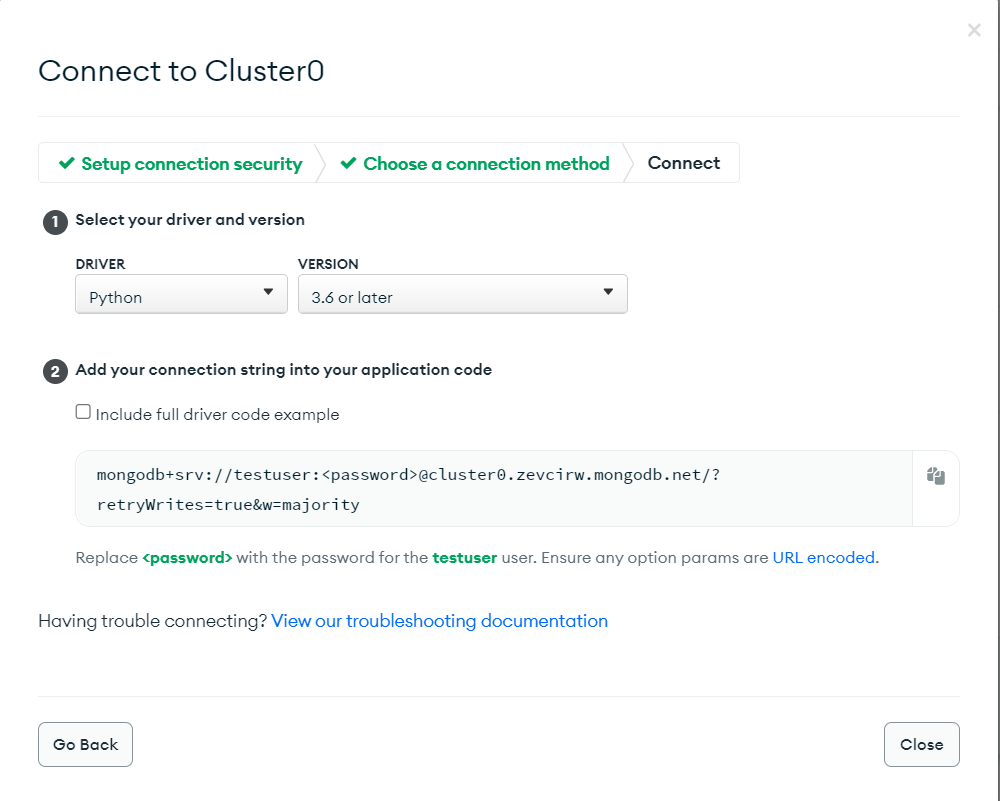 Connect to Cluster0
Setup connection security
Choose a connection method
Connect
1 Select your driver and version
DRIVER
VERSION
Python
3.6 or later
2 Add your connection string into your application code
Include full driver code example
mongodb+srv://testuser:<password>@cluster0.zevcirw.mongodb.net/?
retryWrites=true&w=majority
Replace <password> with the password for the testuser user. Ensure any option params are URL encoded.
Having trouble connecting? View our troubleshooting documentation
Go Back
Close